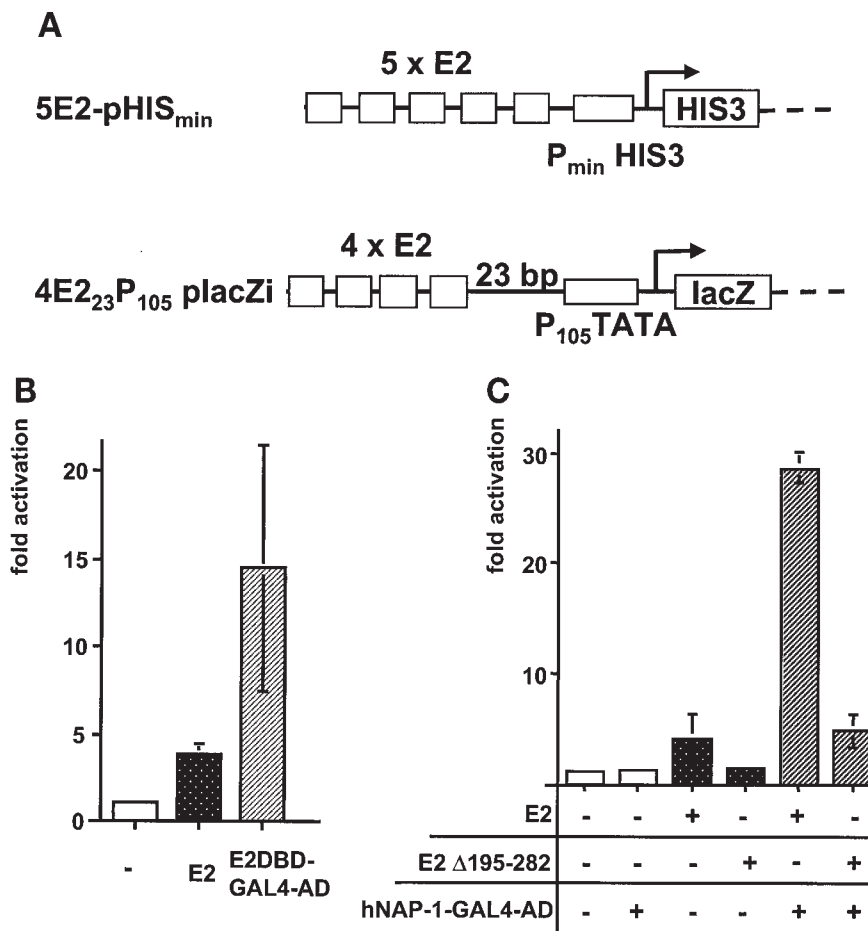 A
5 x E2
5E2-pHISmin
HIS3
Pmin HIS3
4 x E2
4E223P105 placZi
23 bp
lacZ
P105TATA
B
fold activation
20
15
10
5
0
-
E2
E2DBD-
GAL4-AD
C
fold activation
30
20
10
E2 - - + - + -
E2 Δ195-282 - - - + - +
hNAP-1-GAL4-AD - + - - + +